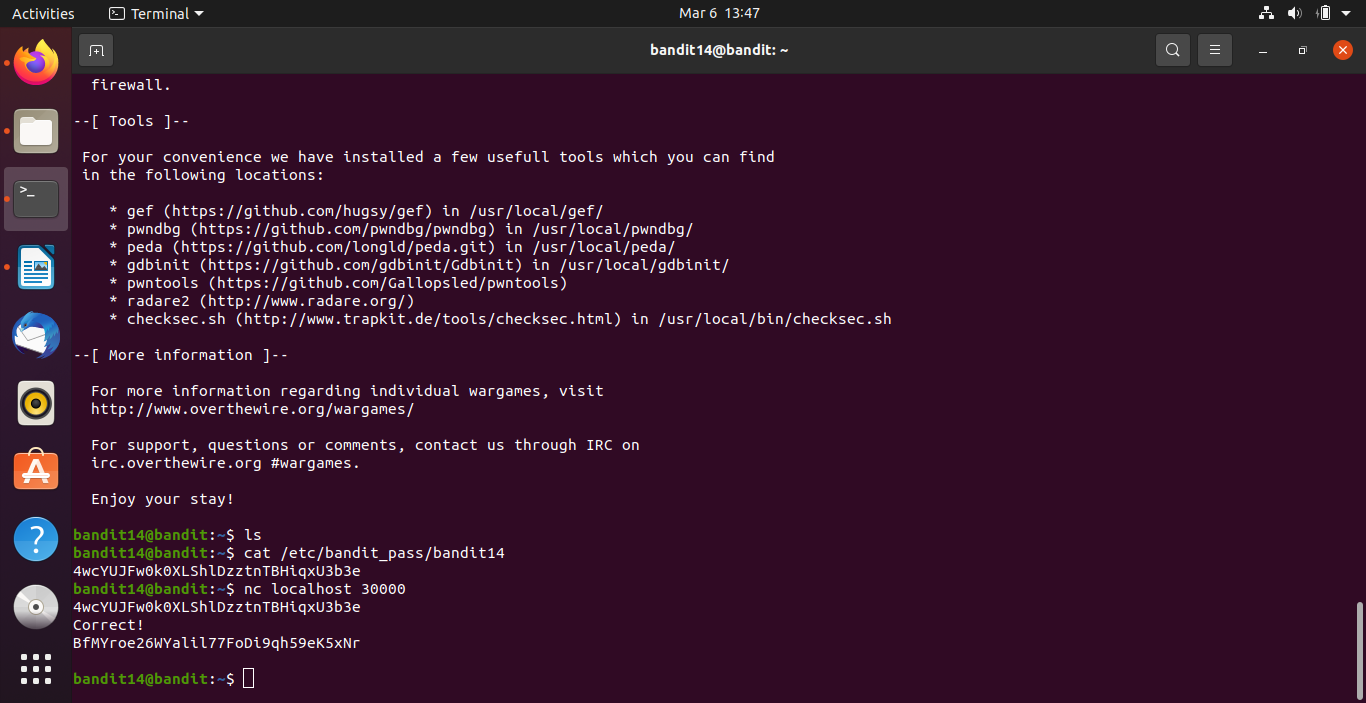 Activities Terminal Mar 6 13:47
bandit14@bandit: ~
firewall.
--[ Tools ]--
For your convenience we have installed a few usefull tools which you can find
in the following locations:
* gef (https://github.com/hugsy/gef) in /usr/local/gef/
* pwndbg (https://github.com/pwndbg/pwndbg) in /usr/local/pwndbg/
* peda (https://github.com/longld/peda.git) in /usr/local/peda/
* gdbinit (https://github.com/gdbinit/Gdbinit) in /usr/local/gdbinit/
* pwntools (https://github.com/Gallopsled/pwntools)
* radare2 (http://www.radare.org/)
* checksec.sh (http://www.trapkit.de/tools/checksec.html) in /usr/local/bin/checksec.sh
--[ More information ]--
For more information regarding individual wargames, visit
http://www.overthewire.org/wargames/
For support, questions or comments, contact us through IRC on
irc.overthewire.org #wargames.
Enjoy your stay!
bandit14@bandit:~$ ls
bandit14@bandit:~$ cat /etc/bandit_pass/bandit14
4wcYUJFw0k0XLShlDzztnTBHiqxU3b3e
bandit14@bandit:~$ nc localhost 30000
4wcYUJFw0k0XLShlDzztnTBHiqxU3b3e
Correct!
BfMYroe26WYalil77FoDi9qh59eK5xNr
bandit14@bandit:~$